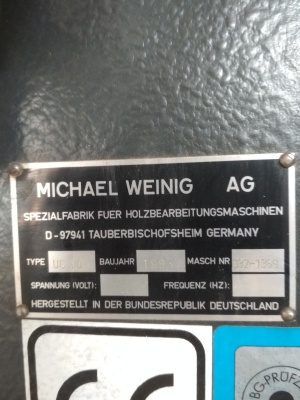 MICHAEL WEINIG AG
SPEZIALFABRIK FUER HOLZBEARBEITUNGSMASCHINEN
D-97941 TAUBERBISCHOFSHEIM GERMANY
TYPE BAUJAHR MASCH NR
SPANNUNG (VOLT): FREQUENZ (HZ):
HERGESTELLT IN DER BUNDESREPUBLIK DEUTSCHLAND
CE